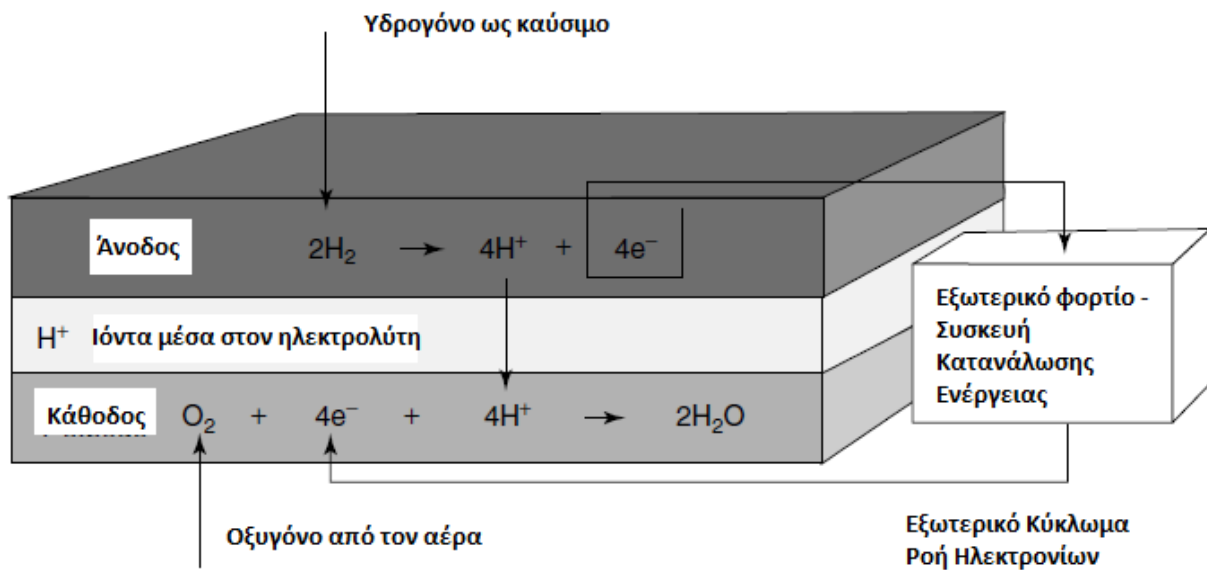 Υδρογόνο ως καύσιμο
Άνοδος 2H₂ → 4H⁺ + 4e⁻
H⁺ Ιόντα μέσα στον ηλεκτρολύτη
Κάθοδος O₂ + 4e⁻ + 4H⁺ → 2H₂O
Εξωτερικό φορτίο -
Συσκευή
Κατανάλωσης
Ενέργειας
Οξυγόνο από τον αέρα
Εξωτερικό Κύκλωμα
Ροή Ηλεκτρονίων